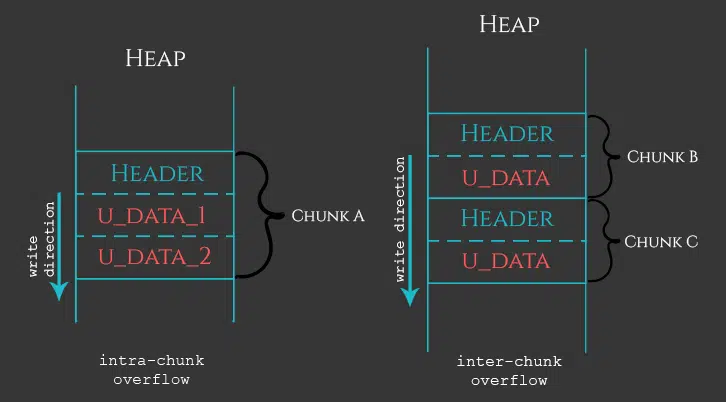 HEAP
HEADER
U_DATA_1
U_DATA_2
CHUNK A
write direction
intra-chunk
overflow
HEAP
HEADER
U_DATA
HEADER
U_DATA
CHUNK B
CHUNK C
write direction
inter-chunk
overflow